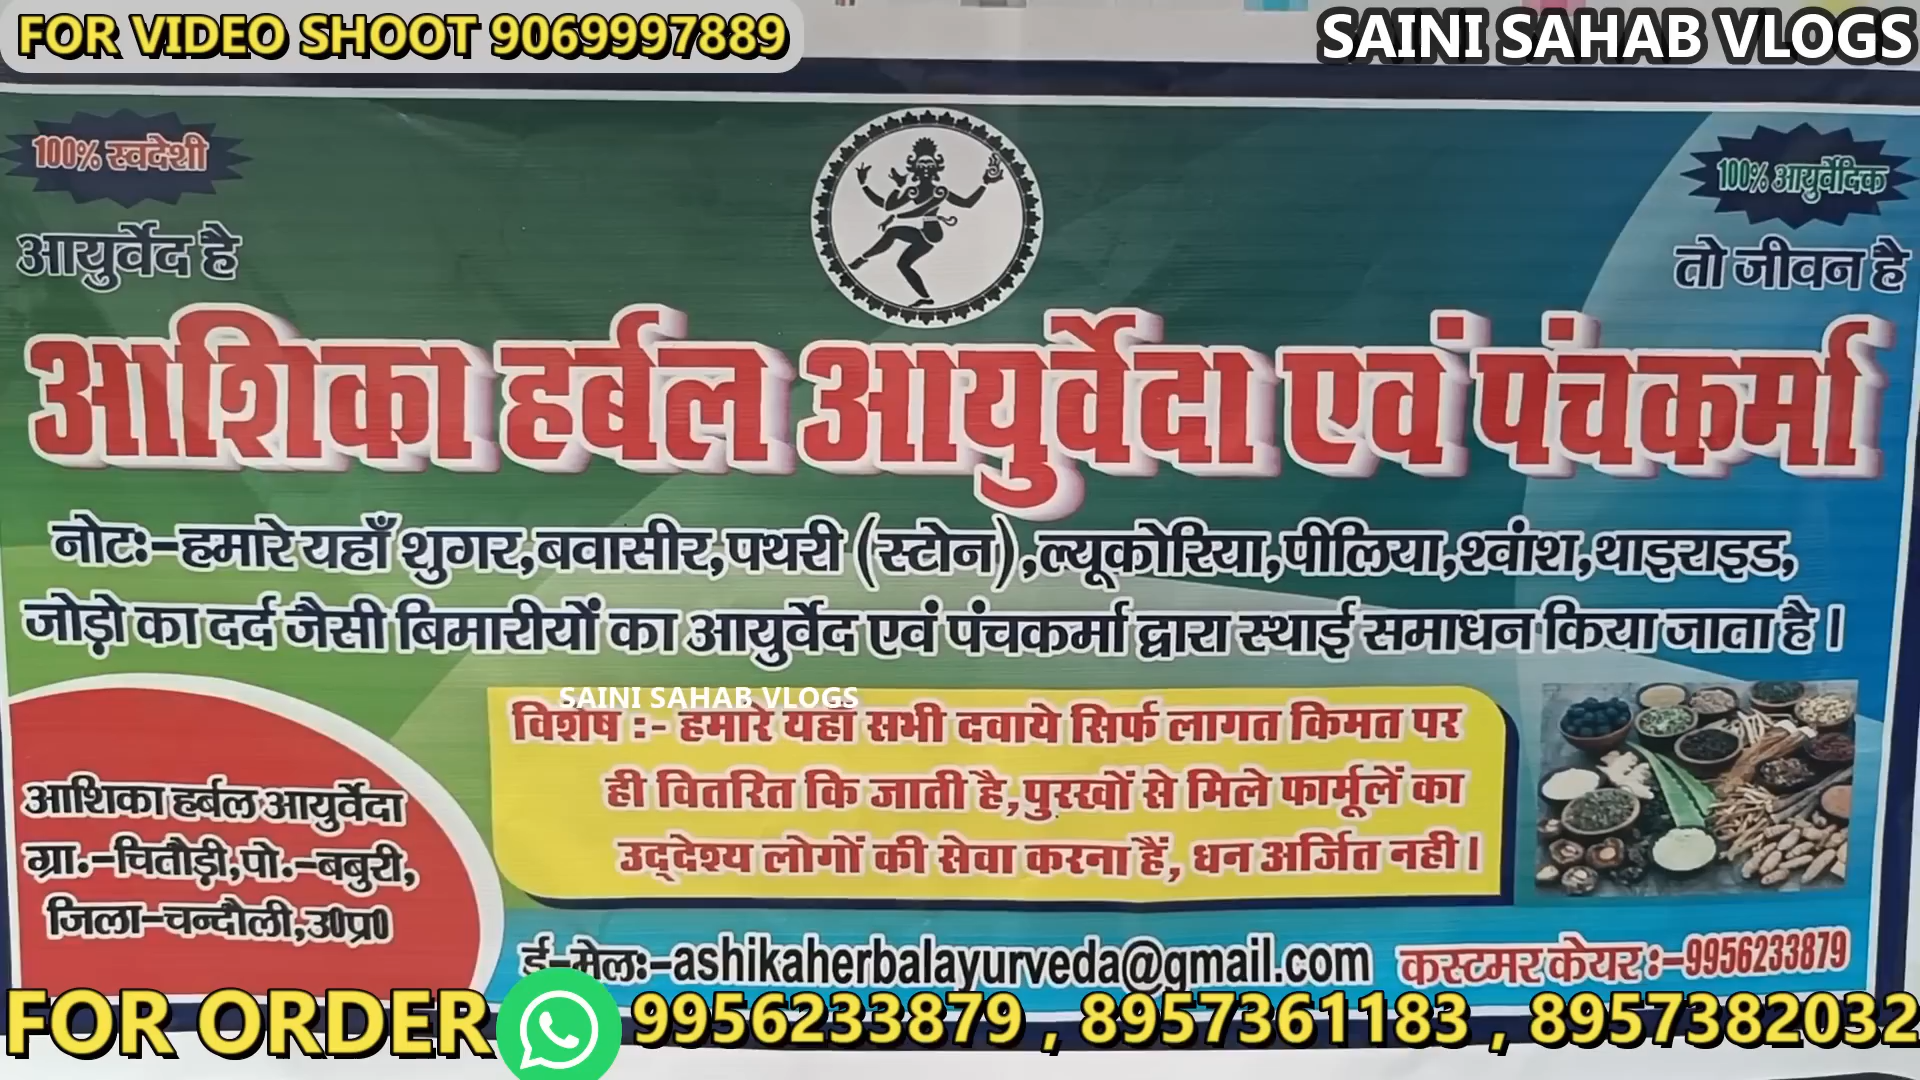 FOR VIDEO SHOOT 9069997889
SAINI SAHAB VLOGS
100% स्वदेशी
100% आयुर्वेदिक
आयुर्वेद है
तो जीवन है
आशिका हर्बल आयुर्वेदा एवं पंचकर्मा
नोटः-हमारे यहाँ शुगर,बवासीर,पथरी (स्टोन),ल्यूकोरिया,पीलिया,श्वांश,थाइराइड,
जोड़ो का दर्द जैसी बिमारीयों का आयुर्वेद एवं पंचकर्मा द्वारा स्थाई समाधन किया जाता है।
SAINI SAHAB VLOGS
विशेष :- हमारे यहाँ सभी दवाये सिर्फ लागत किमत पर
ही वितरित कि जाती है,पुरखों से मिले फार्मूलें का
उद्देश्य लोगों की सेवा करना हैं, धन अर्जित नही।
आशिका हर्बल आयुर्वेदा
ग्रा.-चितौड़ी,पो.-बबुरी,
जिला-चन्दौली,उ0प्र0
ई-मेलः-ashikaherbalayurveda@gmail.com
कस्टमर केयर :-9956233879
FOR ORDER 9956233879 , 8957361183 , 8957382032